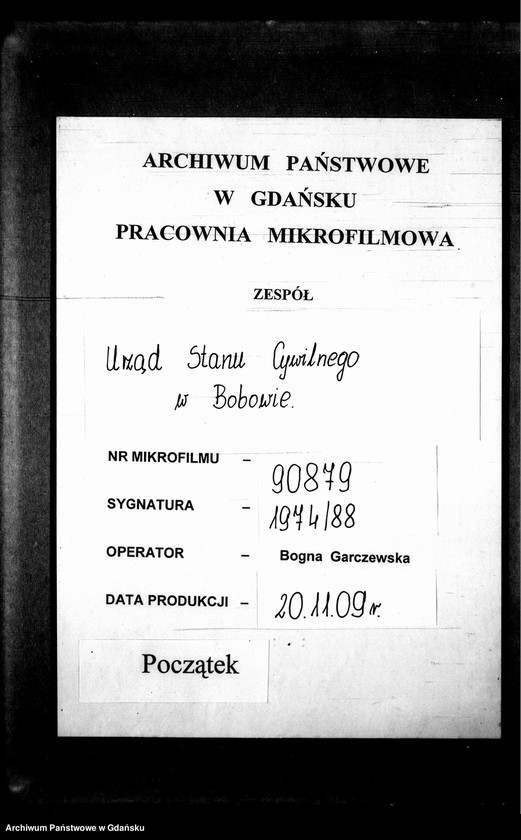 ARCHIWUM PAŃSTWOWE
W GDAŃSKU
PRACOWNIA MIKROFILMOWA
ZESPÓŁ
Urząd Stanu Cywilnego
w Bobowie.
NR MIKROFILMU – 90879
SYGNATURA – 1974/88
OPERATOR – Bogna Garczewska
DATA PRODUKCJI – 20.11.09 r.
Początek
Archiwum Państwowe w Gdańsku